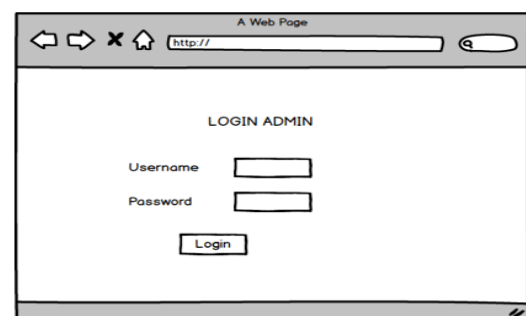 A Web Page
http://
LOGIN ADMIN
Username
Password
Login